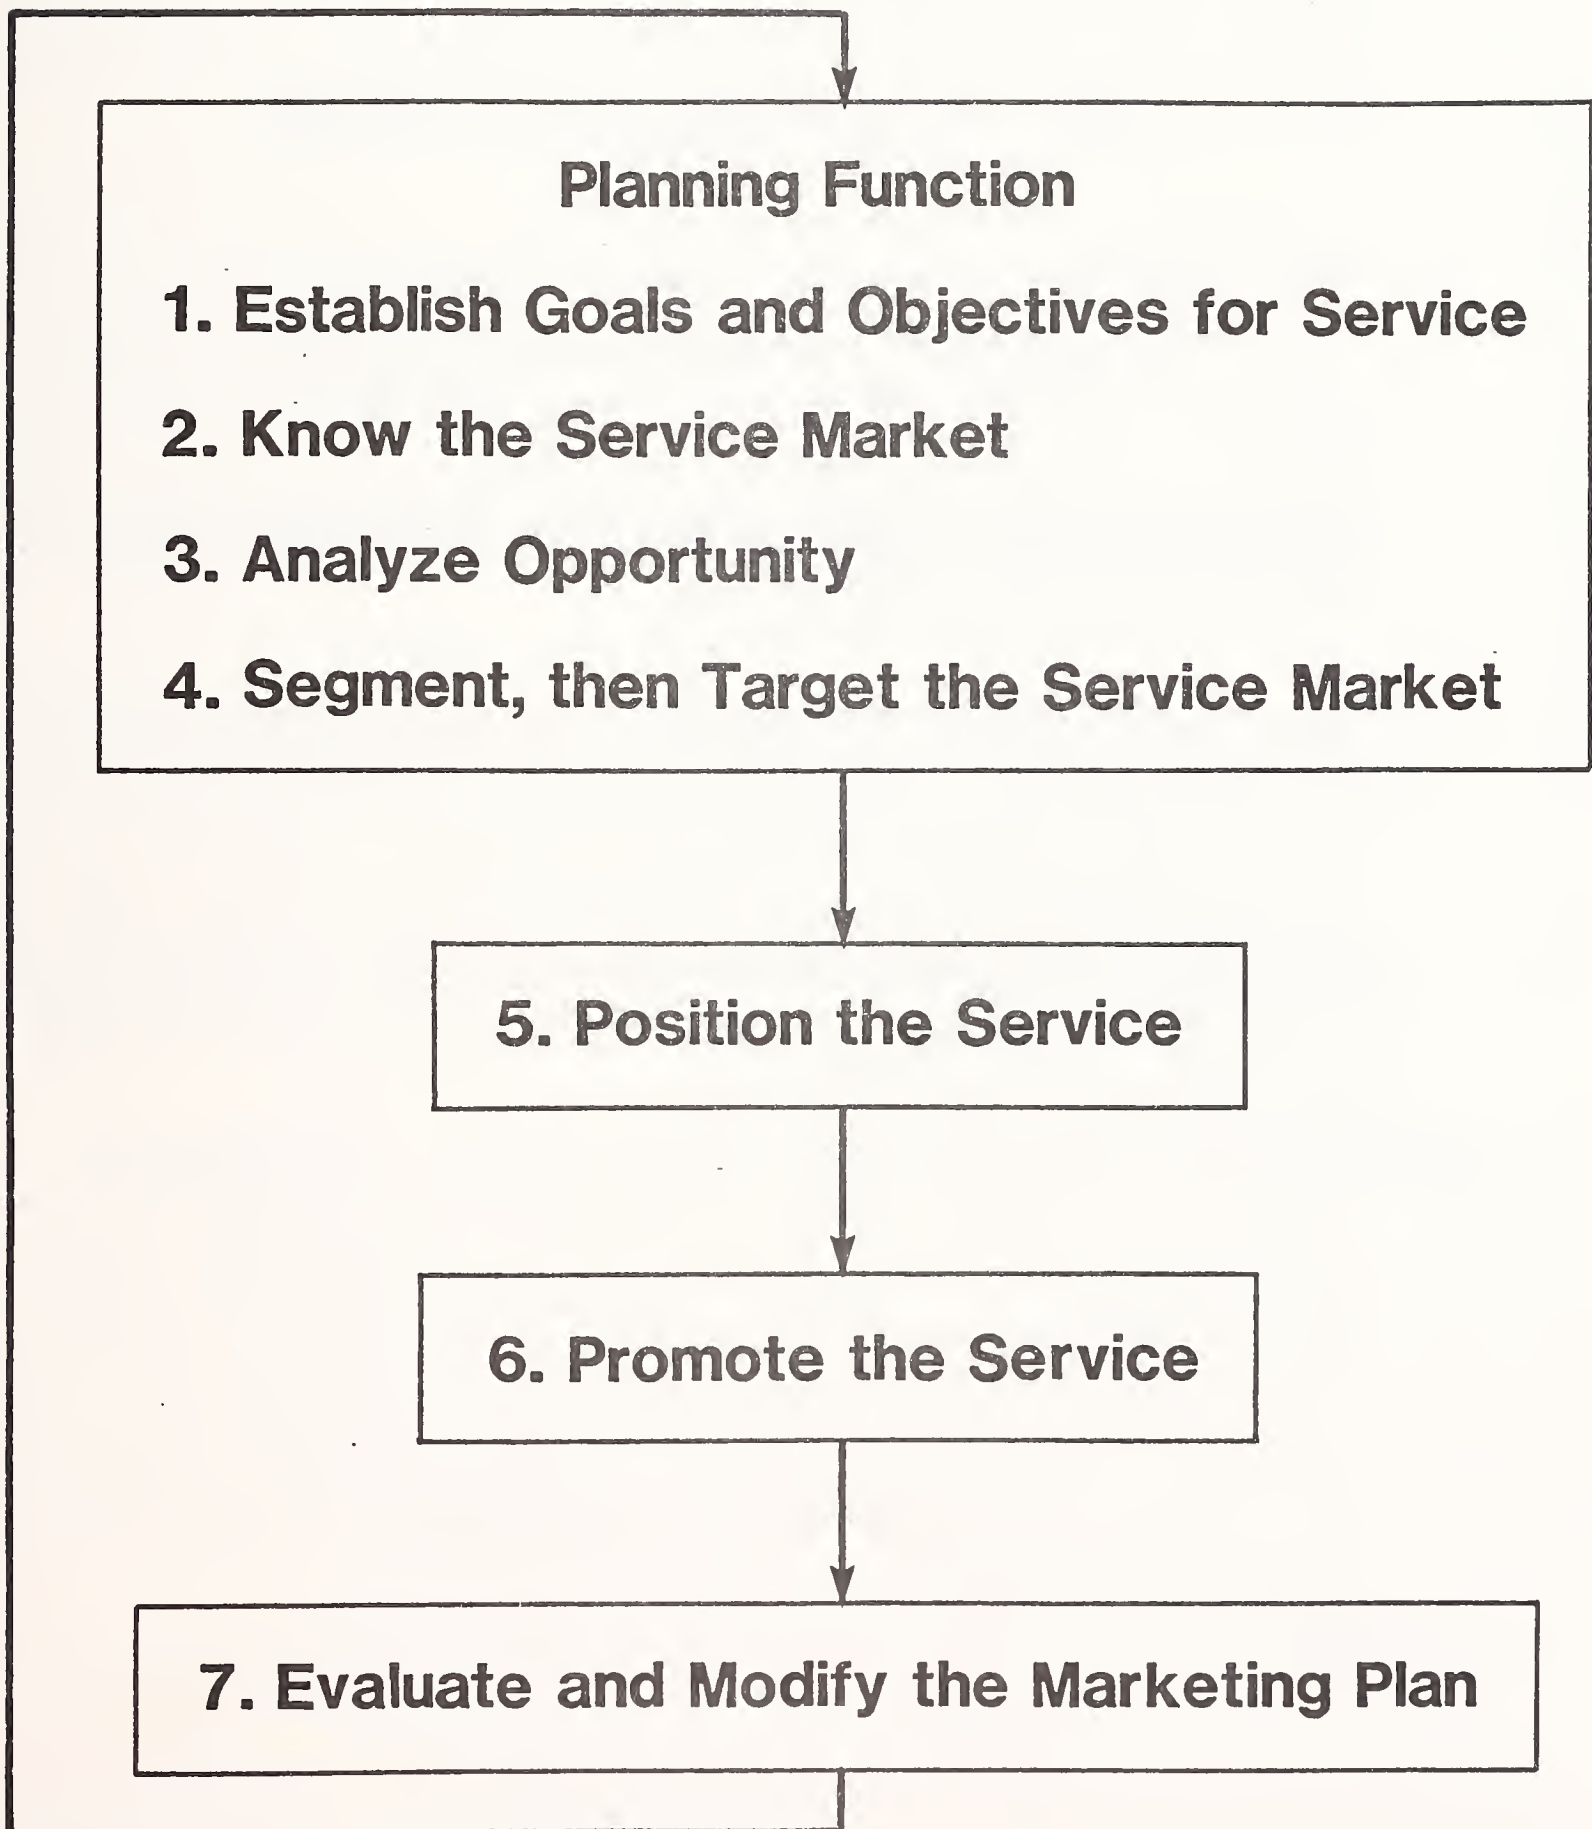 Planning Function
1. Establish Goals and Objectives for Service
2. Know the Service Market
3. Analyze Opportunity
4. Segment, then Target the Service Market
5. Position the Service
6. Promote the Service
7. Evaluate and Modify the Marketing Plan